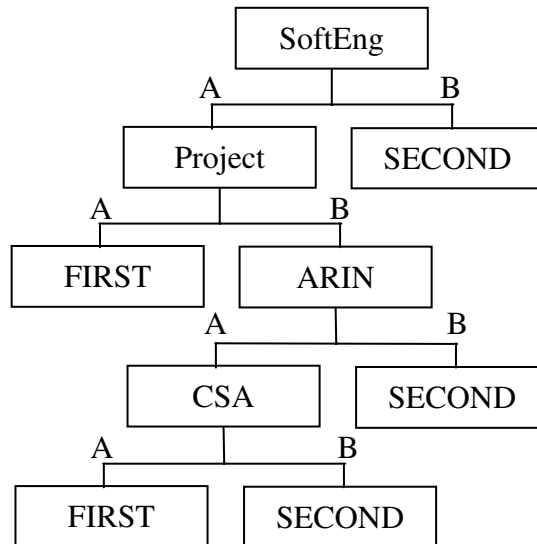 SoftEng
A B
Project SECOND
A B
FIRST ARIN
A B
CSA SECOND
A B
FIRST SECOND